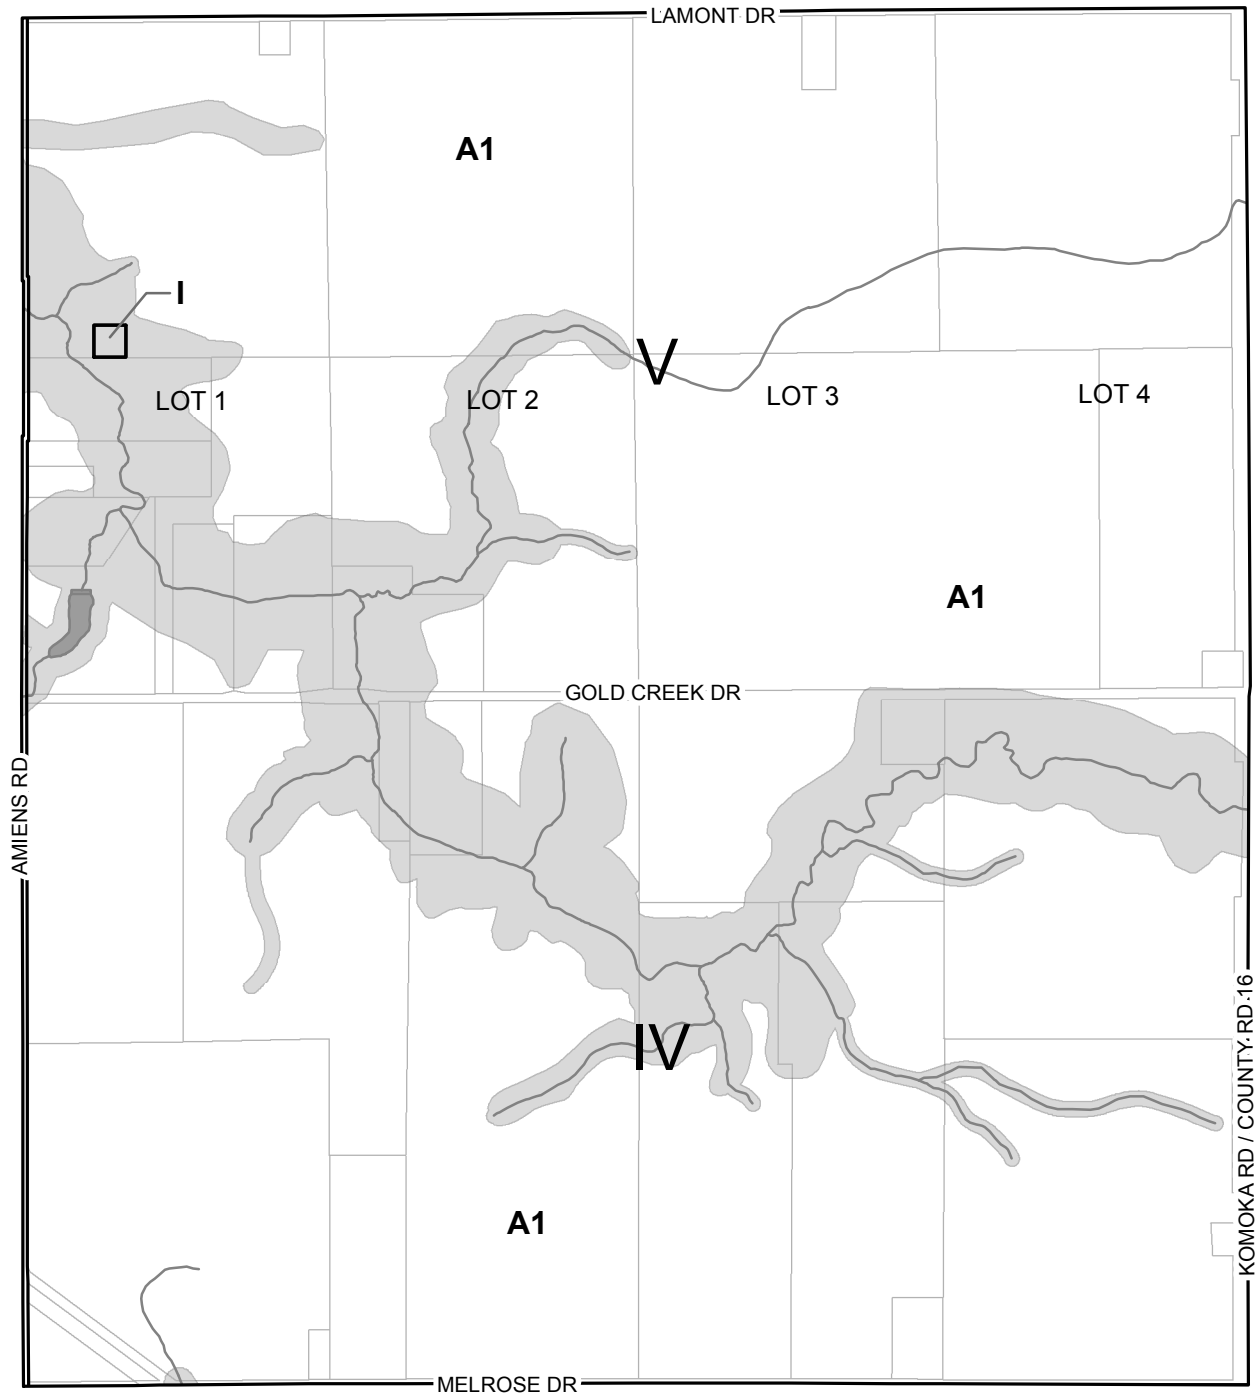 LAMONT DR
A1
I
V
LOT 1
LOT 2
LOT 3
LOT 4
A1
GOLD CREEK DR
AMIENS RD
KOMOKA RD / COUNTY RD 16
IV
A1
MELROSE DR